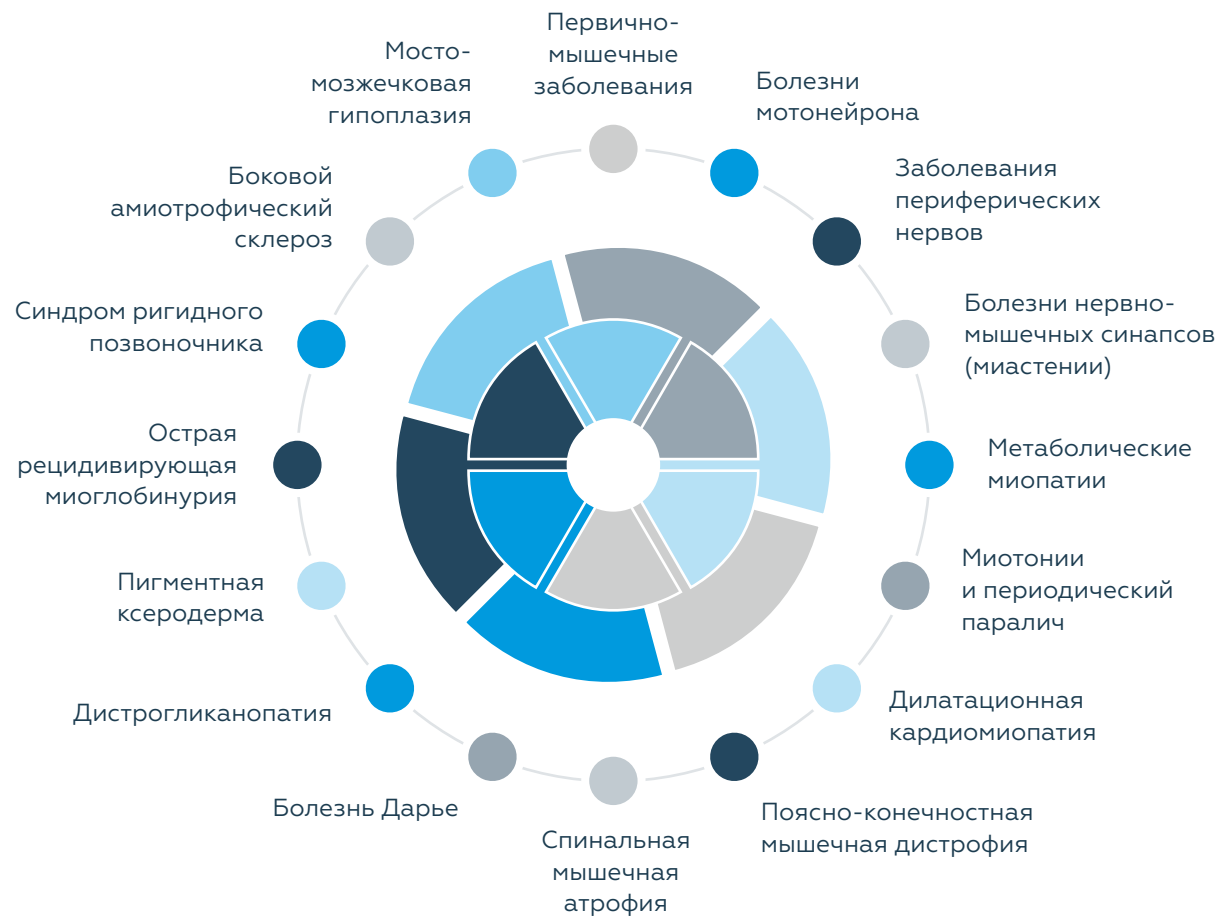 Первично-
мышечные
заболевания
Болезни
мотонейрона
Заболевания
периферических
нервов
Болезни нервно-
мышечных синапсов
(миастении)
Метаболические
миопатии
Миотонии
и периодический
паралич
Дилатационная
кардиомиопатия
Поясно-конечностная
мышечная дистрофия
Спинальная
мышечная
атрофия
Болезнь Дарье
Дистрогликанопатия
Пигментная
ксеродерма
Острая
рецидивирующая
миоглобинурия
Синдром ригидного
позвоночника
Боковой
амиотрофический
склероз
Мосто-
мозжечковая
гипоплазия